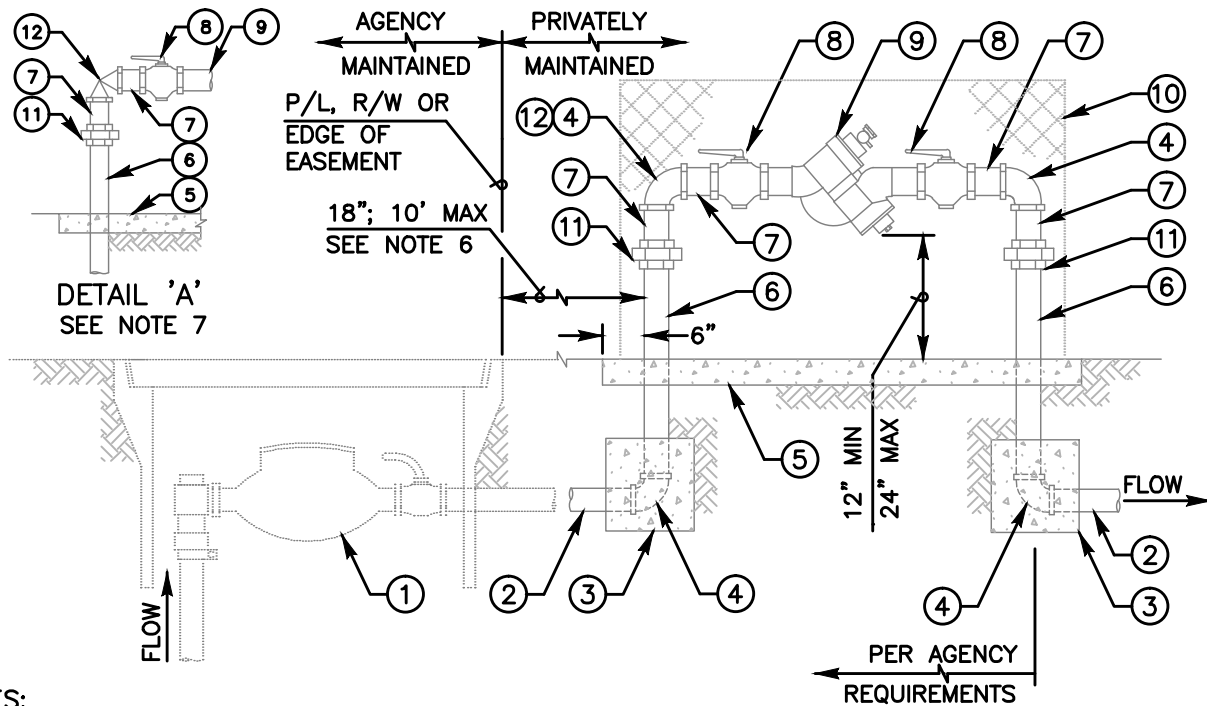 12
8
9
7
11
7
6
5
DETAIL 'A'
SEE NOTE 7
AGENCY
MAINTAINED
PRIVATELY
MAINTAINED
P/L, R/W OR
EDGE OF
EASEMENT
18"; 10' MAX
SEE NOTE 6
8
9
8
7
10
12 4
4
7
7
7
11
11
6
6
6"
12" MIN
24" MAX
5
FLOW
FLOW
1
2
3
4
4
2
3
PER AGENCY
REQUIREMENTS